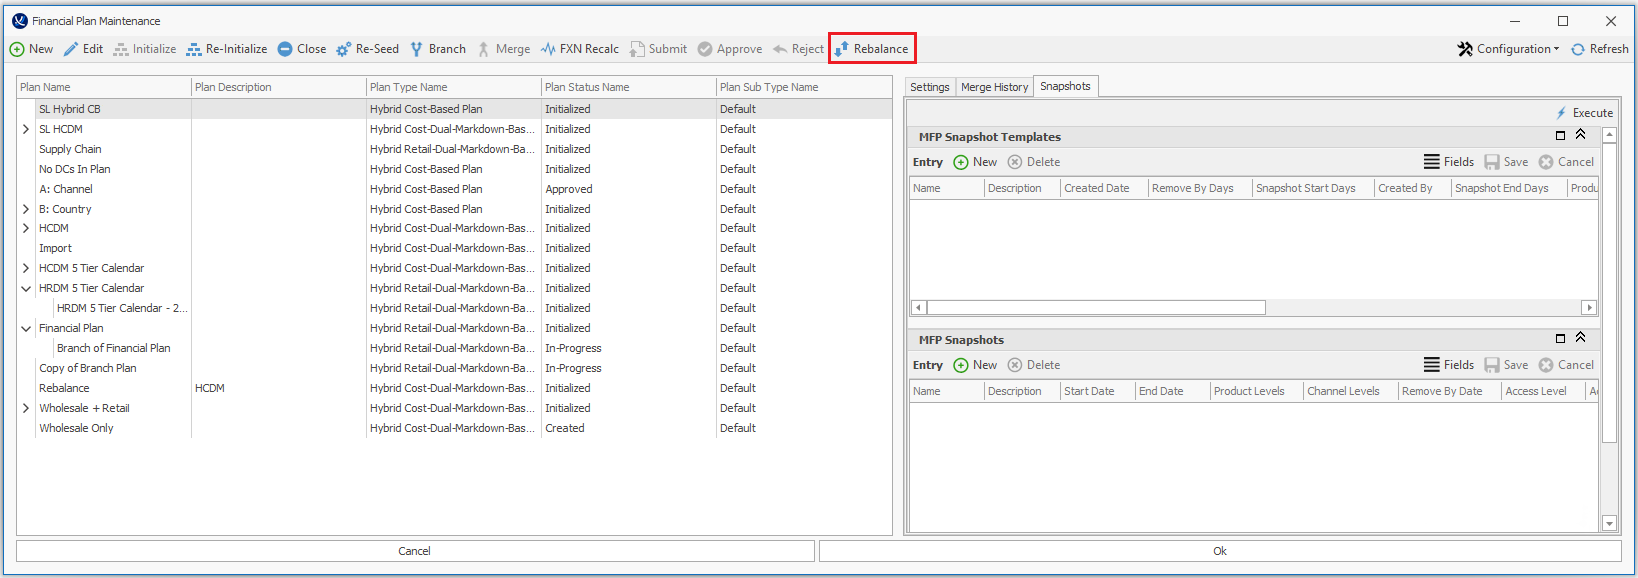 Financial Plan Maintenance
New Edit Initialize Re-Initialize Close Re-Seed Branch Merge FXN Recalc Submit Approve Reject Rebalance Configuration Refresh
Plan Name Plan Description Plan Type Name Plan Status Name Plan Sub Type Name
SL Hybrid CB Hybrid Cost-Based Plan Initialized Default
SL HCDM Hybrid Cost-Dual-Markdown-Bas... Initialized Default
Supply Chain Hybrid Retail-Dual-Markdown-Ba... Initialized Default
No DCs In Plan Hybrid Cost-Based Plan Initialized Default
A: Channel Hybrid Cost-Based Plan Approved Default
B: Country Hybrid Cost-Based Plan Initialized Default
HCDM Hybrid Cost-Dual-Markdown-Bas... Initialized Default
Import Hybrid Cost-Dual-Markdown-Bas... Initialized Default
HCDM 5 Tier Calendar Hybrid Cost-Dual-Markdown-Bas... Initialized Default
HRDM 5 Tier Calendar Hybrid Retail-Dual-Markdown-Ba... Initialized Default
HRDM 5 Tier Calendar - 2... Hybrid Retail-Dual-Markdown-Ba... Initialized Default
Financial Plan Hybrid Retail-Dual-Markdown-Ba... Initialized Default
Branch of Financial Plan Hybrid Retail-Dual-Markdown-Ba... In-Progress Default
Copy of Branch Plan Hybrid Retail-Dual-Markdown-Ba... In-Progress Default
Rebalance HCDM Hybrid Cost-Dual-Markdown-Bas... Initialized Default
Wholesale + Retail Hybrid Cost-Dual-Markdown-Bas... Initialized Default
Wholesale Only Hybrid Cost-Dual-Markdown-Bas... Created Default
Settings Merge History Snapshots
Execute
MFP Snapshot Templates
Entry New Delete Fields Save Cancel
Name Description Created Date Remove By Days Snapshot Start Days Created By Snapshot End Days Produ
MFP Snapshots
Entry New Delete Fields Save Cancel
Name Description Start Date End Date Product Levels Channel Levels Remove By Date Access Level A
Cancel Ok